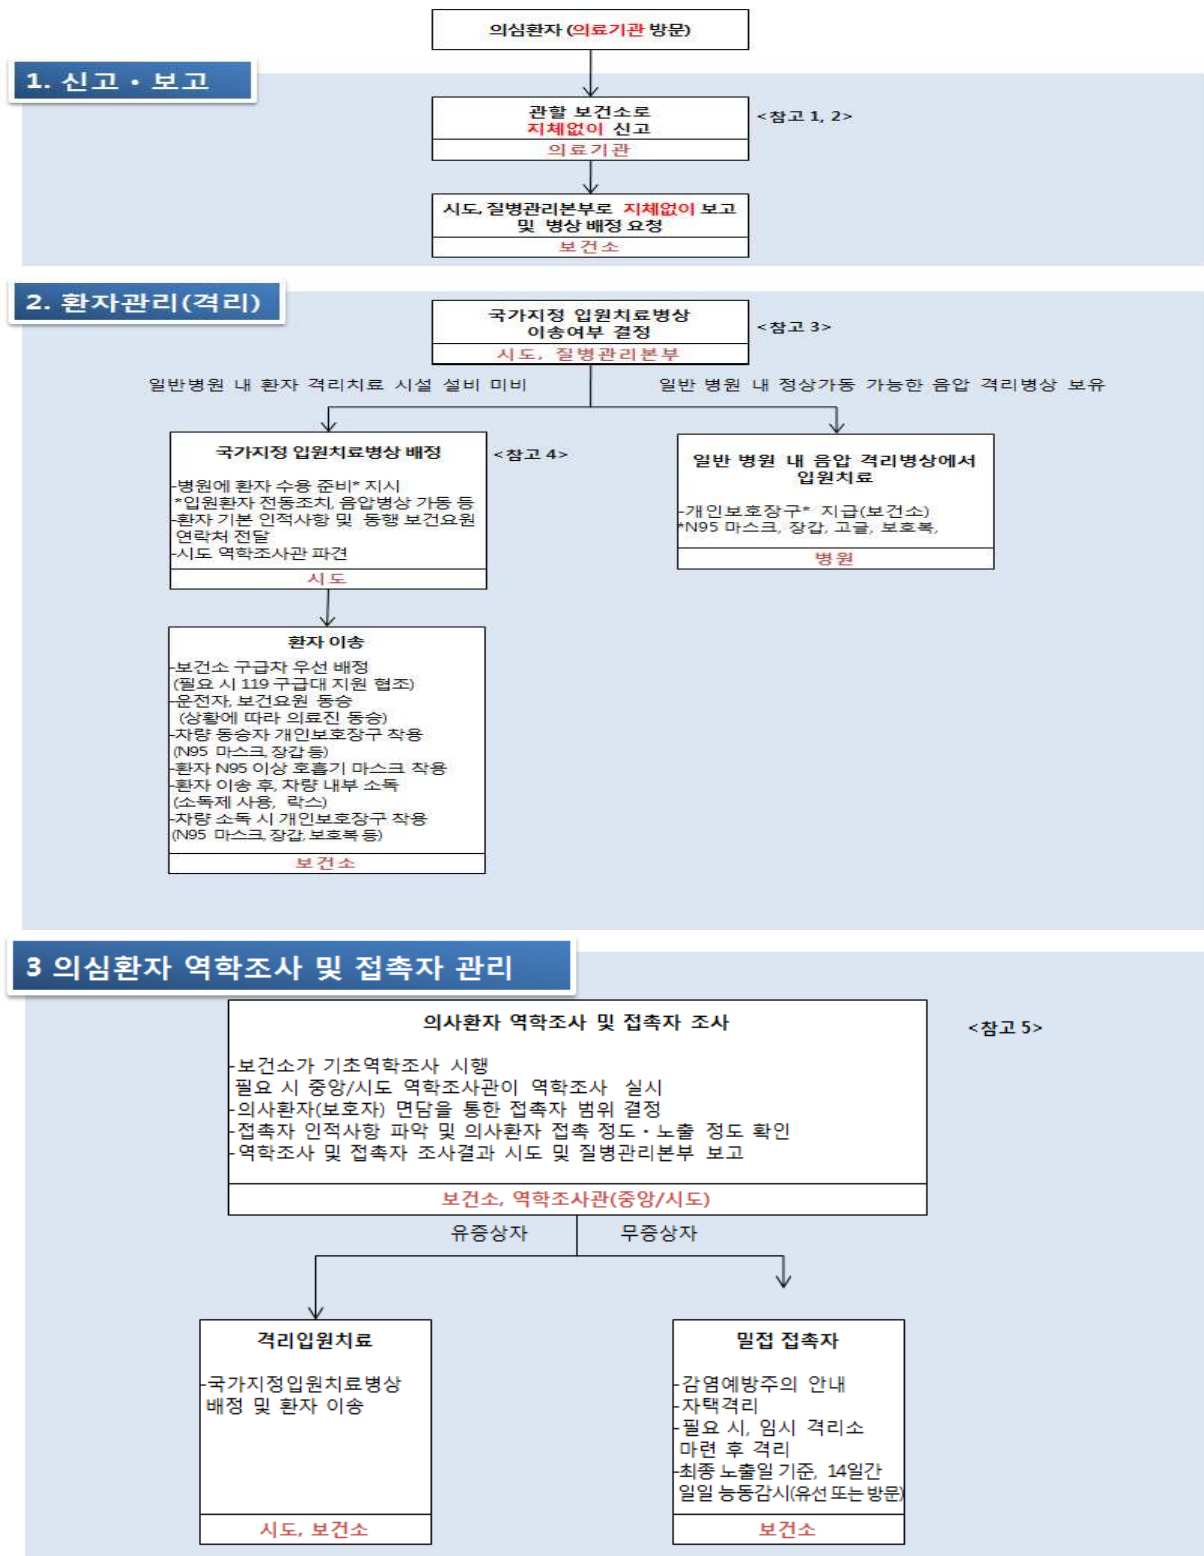 의심환자 (의료기관 방문)
1. 신고 · 보고
관할 보건소로
지체없이 신고
<참고 1, 2>
의료기관
시도, 질병관리본부로 지체없이 보고
및 병상 배정 요청
보건소
2. 환자관리(격리)
국가지정 입원치료병상
이송여부 결정
<참고 3>
시도, 질병관리본부
일반병원 내 환자 격리치료 시설 설비 미비
일반 병원 내 정상가동 가능한 음압 격리병상 보유
국가지정 입원치료병상 배정
<참고 4>
-병원에 환자 수용 준비* 지시
*입원환자 전동조치, 음압병상 가동 등
-환자 기본 인적사항 및 동행 보건요원
연락처 전달
-시도 역학조사관 파견
시도
일반 병원 내 음압 격리병상에서
입원치료
-개인보호장구* 지급(보건소)
*N95 마스크, 장갑, 고글, 보호복,
병원
환자 이송
-보건소 구급차 우선 배정
(필요 시 119 구급대 지원 협조)
-운전자, 보건요원 동승
(상황에 따라 의료진 동승)
-차량 동승자 개인보호장구 착용
(N95 마스크, 장갑 등)
-환자 N95 이상 호흡기 마스크 착용
-환자 이송 후, 차량 내부 소독
(소독제 사용, 락스)
-차량 소독 시 개인보호장구 착용
(N95 마스크, 장갑, 보호복 등)
보건소
3 의심환자 역학조사 및 접촉자 관리
의사환자 역학조사 및 접촉자 조사
<참고 5>
-보건소가 기초역학조사 시행
필요 시 중앙/시도 역학조사관이 역학조사 실시
-의사환자(보호자) 면담을 통한 접촉자 범위 결정
-접촉자 인적사항 파악 및 의사환자 접촉 정도 · 노출 정도 확인
-역학조사 및 접촉자 조사결과 시도 및 질병관리본부 보고
보건소, 역학조사관(중앙/시도)
유증상자
무증상자
격리입원치료
-국가지정입원치료병상
배정 및 환자 이송
시도, 보건소
밀접 접촉자
-감염예방주의 안내
-자택격리
-필요 시, 임시 격리소
마련 후 격리
-최종 노출일 기준, 14일간
일일 능동감시(유선 또는 방문)
보건소